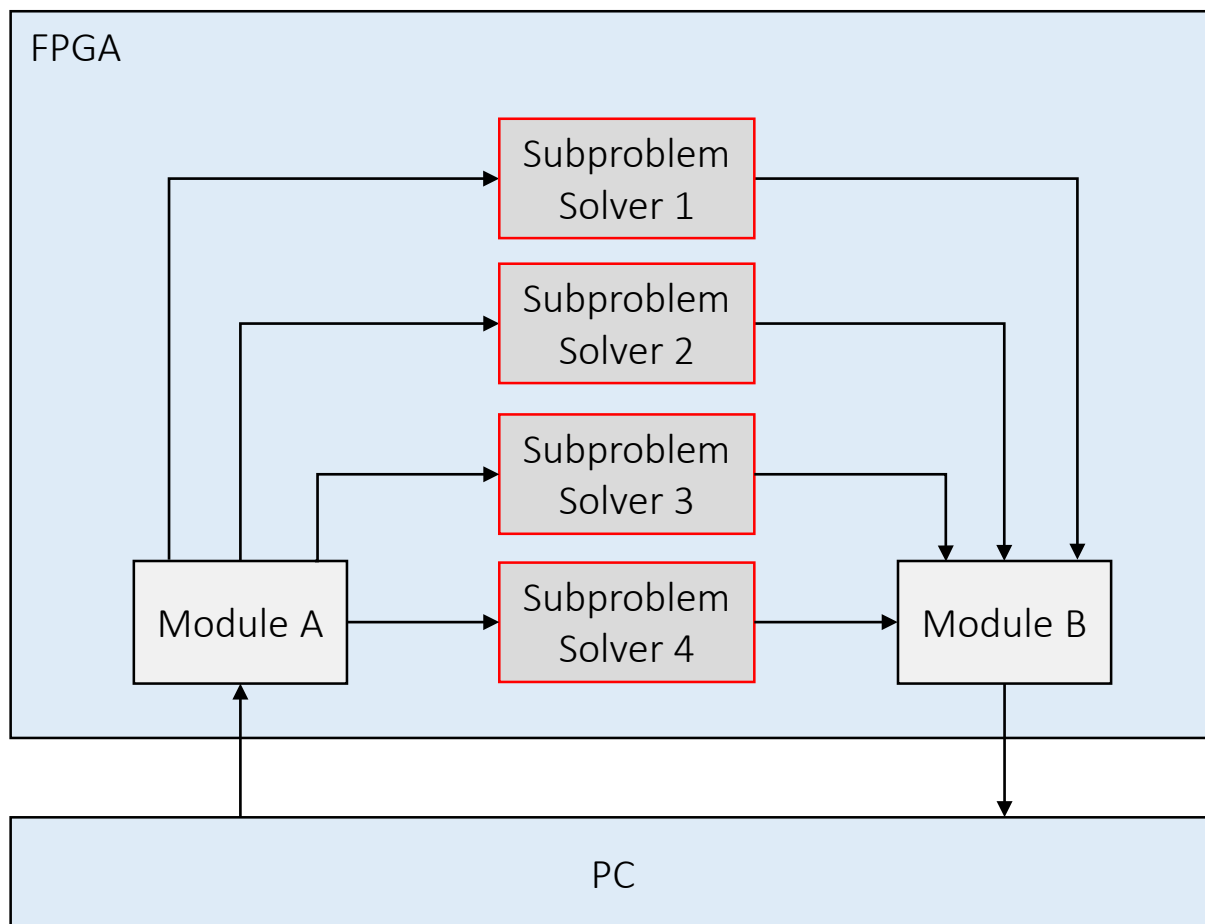 FPGA
Subproblem
Solver 1
Subproblem
Solver 2
Subproblem
Solver 3
Subproblem
Solver 4
Module A
Module B
PC